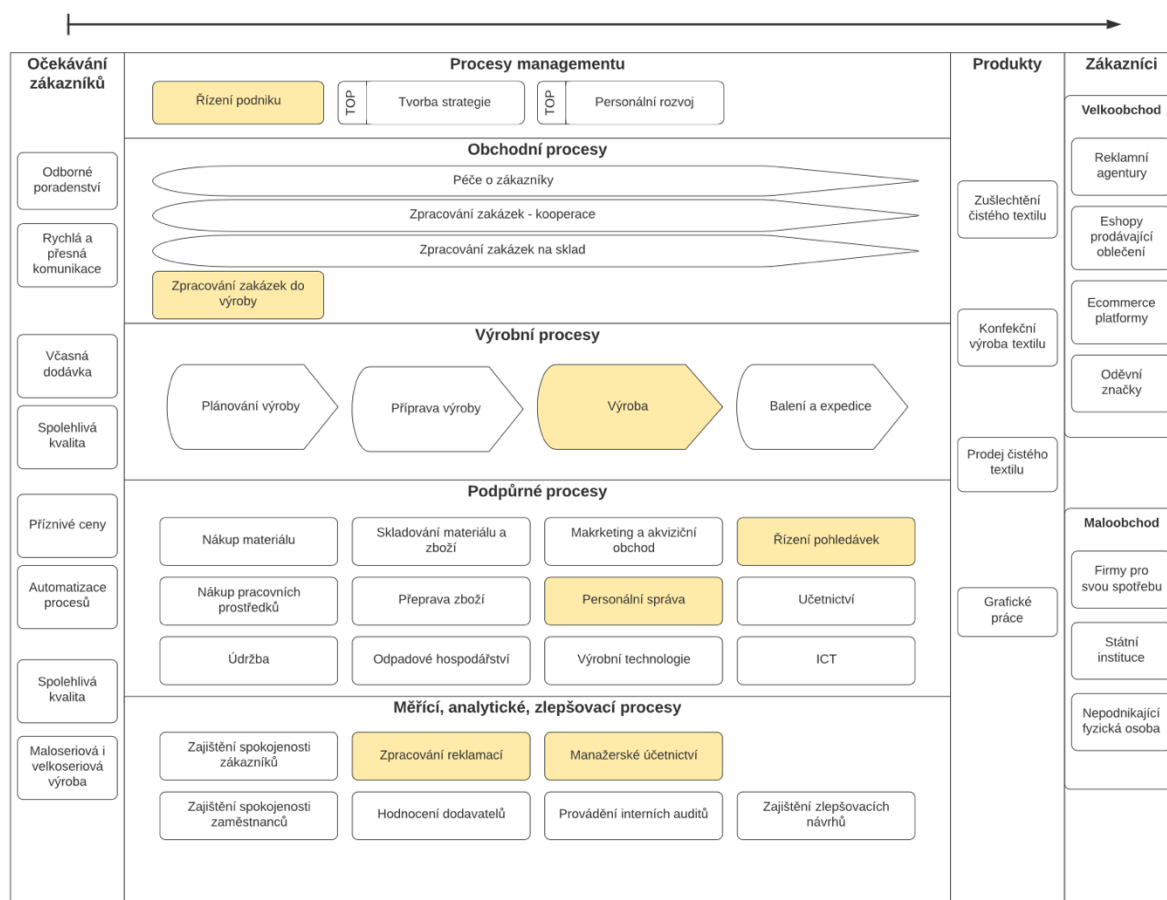 Očekávání
zákazníků
Odborné
poradenství
Rychlá a
přesná
komunikace
Včasná
dodávka
Spolehlivá
kvalita
Příznivé ceny
Automatizace
procesů
Spolehlivá
kvalita
Maloseriová i
velkoseriová
výroba
Procesy managementu
Řízení podniku
TOP
Tvorba strategie
TOP
Personální rozvoj
Obchodní procesy
Péče o zákazníky
Zpracování zakázek - kooperace
Zpracování zakázek na sklad
Zpracování zakázek do
výroby
Výrobní procesy
Plánování výroby
Příprava výroby
Výroba
Balení a expedice
Podpůrné procesy
Nákup materiálu
Skladování materiálu a
zboží
Makrketing a akviziční
obchod
Řízení pohledávek
Nákup pracovních
prostředků
Přeprava zboží
Personální správa
Učetnictví
Údržba
Odpadové hospodářství
Výrobní technologie
ICT
Měřící, analytické, zlepšovací procesy
Zajištění spokojenosti
zákazníků
Zpracování reklamací
Manažerské účetnictví
Zajištění spokojenosti
zaměstnanců
Hodnocení dodavatelů
Provádění interních auditů
Zajištění zlepšovacích
návrhů
Produkty
Zušlechtění
čistého textilu
Konfekční
výroba textilu
Prodej čistého
textilu
Grafické
práce
Zákazníci
Velkoobchod
Reklamní
agentury
Eshopy
prodávající
oblečení
Ecommerce
platformy
Oděvní
značky
Maloobchod
Firmy pro
svou spotřebu
Státní
instituce
Nepodnikající
fyzická osoba